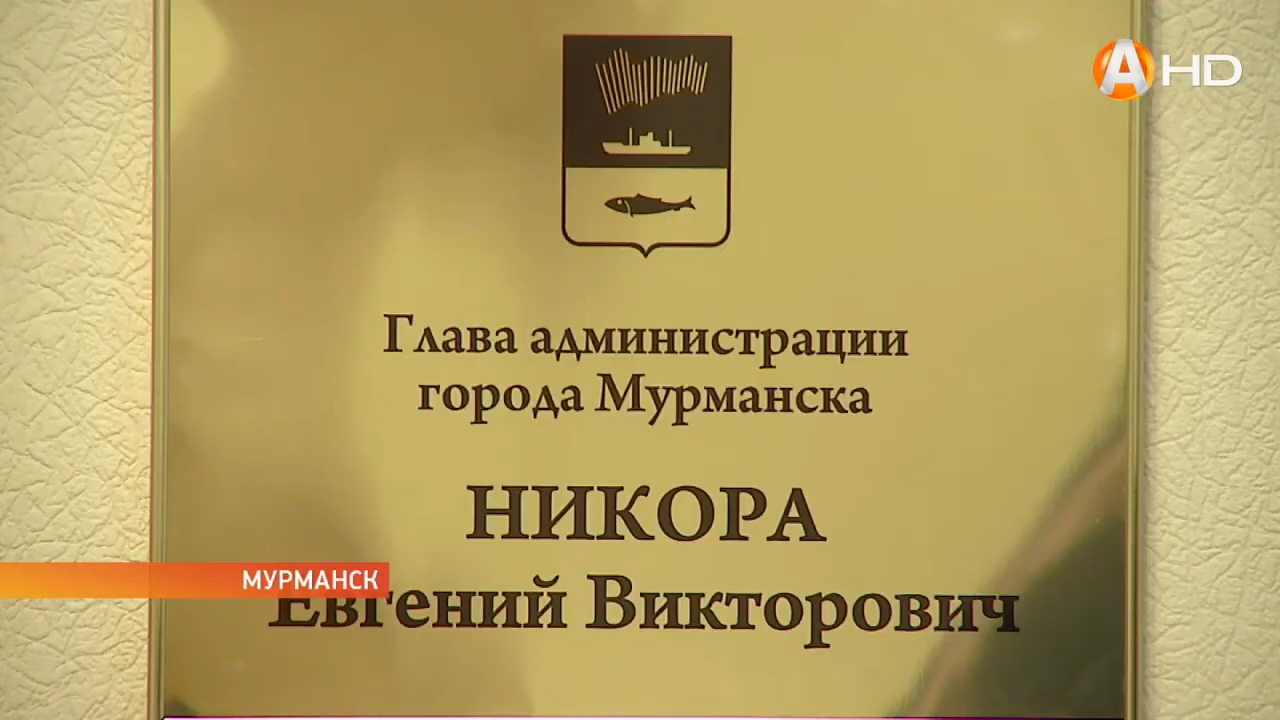 А HD
Глава администрации
города Мурманска
НИКОРА
МУРМАНСК
Евгений Викторович